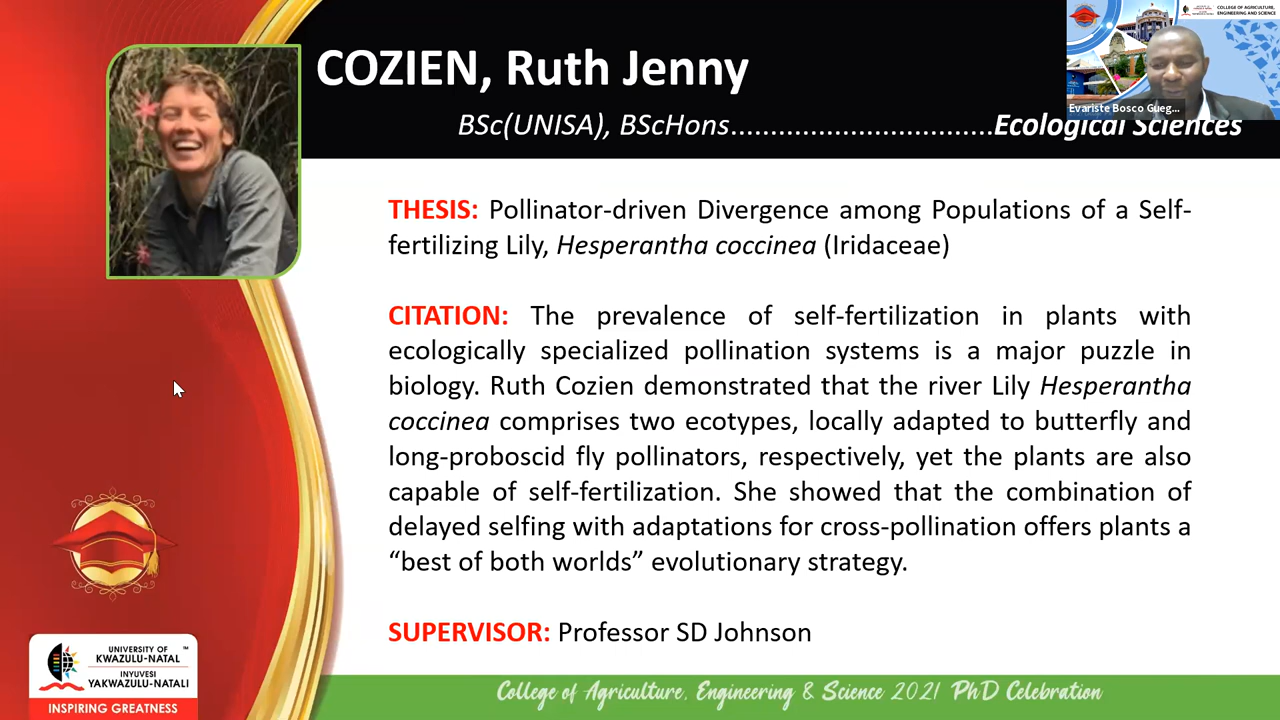 COZIEN, Ruth Jenny
BSc(UNISA), BScHons.................................Ecological Sciences
COLLEGE OF AGRICULTURE,
ENGINEERING AND SCIENCE
Evariste Bosco Gueg...
THESIS: Pollinator-driven Divergence among Populations of a Self-
fertilizing Lily, Hesperantha coccinea (Iridaceae)
CITATION: The prevalence of self-fertilization in plants with
ecologically specialized pollination systems is a major puzzle in
biology. Ruth Cozien demonstrated that the river Lily Hesperantha
coccinea comprises two ecotypes, locally adapted to butterfly and
long-proboscid fly pollinators, respectively, yet the plants are also
capable of self-fertilization. She showed that the combination of
delayed selfing with adaptations for cross-pollination offers plants a
“best of both worlds” evolutionary strategy.
SUPERVISOR: Professor SD Johnson
UNIVERSITY OF
KWAZULU-NATAL™
INYUVESI
YAKWAZULU-NATALI
INSPIRING GREATNESS
College of Agriculture, Engineering & Science 2021 PhD Celebration